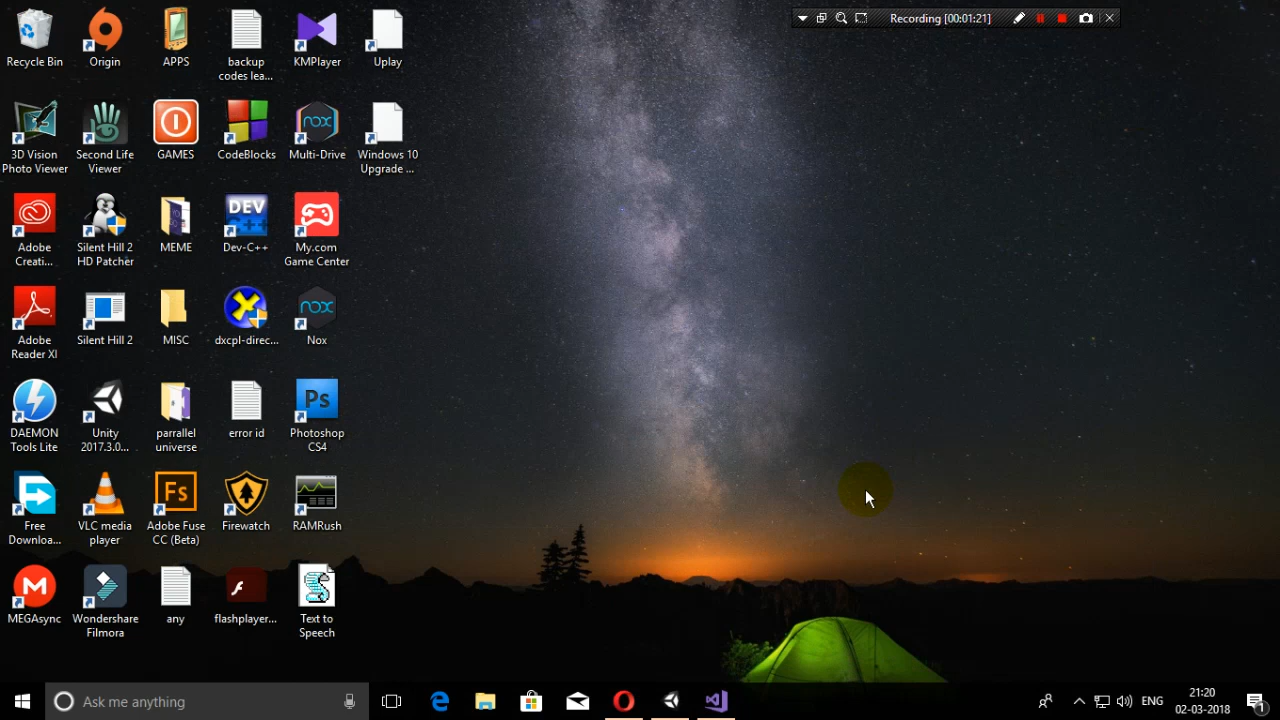 Recording [00:01:21]
Recycle Bin
Origin
APPS
backup
codes lea...
KMPlayer
Uplay
3D Vision
Photo Viewer
Second Life
Viewer
GAMES
CodeBlocks
nox
Multi-Drive
Windows 10
Upgrade ...
Adobe
Creati...
Silent Hill 2
HD Patcher
MEME
DEV
Dev-C++
My.com
Game Center
Adobe
Reader XI
Silent Hill 2
MISC
dxcpl-direc...
nox
Nox
DAEMON
Tools Lite
Unity
2017.3.0...
parrallel
universe
error id
Ps
Photoshop
CS4
Free
Downloa...
VLC media
player
Fs
Adobe Fuse
CC (Beta)
Firewatch
RAMRush
M
MEGAsync
Wondershare
Filmora
any
flashplayer...
Text to
Speech
Ask me anything
ENG
21:20
02-03-2018
1